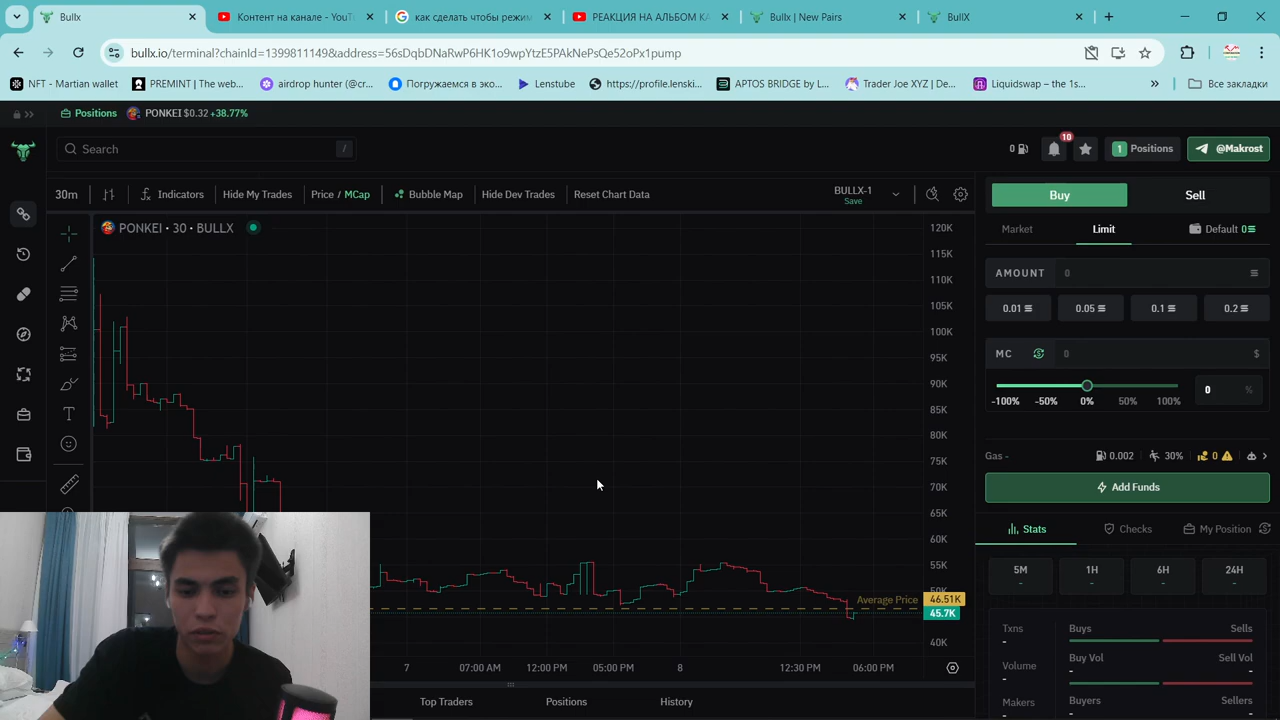 Bullx
Контент на канале - YouTu
как сделать чтобы режим
РЕАКЦИЯ НА АЛЬБОМ К
Bullx | New Pairs
BullX
bullx.io/terminal?chainId=1399811149&address=56sDqbDNaRwP6HK1o9wpYtzE5PAkNePsQe52oPx1pump
NFT - Martian wallet
PREMINT | The web...
airdrop hunter (@cr...
Погружаемся в эко...
Lenstube
https://profile.lenski...
APTOS BRIDGE by L...
Trader Joe XYZ | De...
Liquidswap – the 1s...
Все закладки
Positions
PONKEI $0.32 +38.77%
Search
/
0
10
1 Positions
@Makrost
30m
Indicators
Hide My Trades
Price / MCap
Bubble Map
Hide Dev Trades
Reset Chart Data
BULLX-1
Save
PONKEI · 30 · BULLX
120K
115K
110K
105K
100K
95K
90K
85K
80K
75K
70K
65K
60K
55K
50K
Average Price 46.51K
45.7K
40K
7
07:00 AM
12:00 PM
05:00 PM
8
12:30 PM
06:00 PM
Top Traders
Positions
History
Buy
Sell
Market
Limit
Default 0
AMOUNT 0
0.01
0.05
0.1
0.2
MC 0 $
-100%
-50%
0%
50%
100%
0 %
Gas -
0.002
30%
0
Add Funds
Stats
Checks
My Position
5M
-
1H
-
6H
-
24H
-
Txns
-
Buys
Sells
Volume
-
Buy Vol
-
Sell Vol
-
Makers
-
Buyers
Sellers